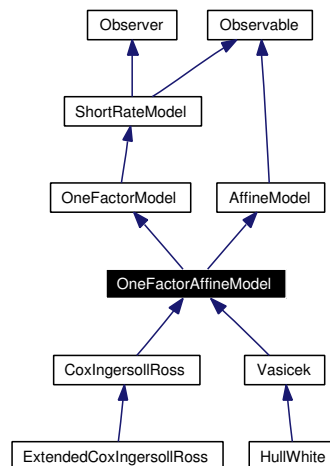 Observer
Observable
ShortRateModel
OneFactorModel
AffineModel
OneFactorAffineModel
CoxIngersollRoss
Vasicek
ExtendedCoxIngersollRoss
HullWhite